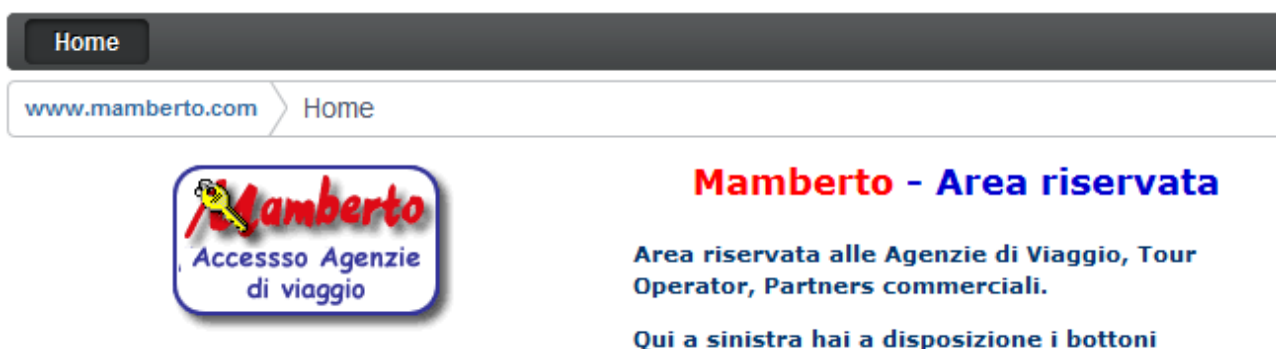 Home
www.mamberto.com
Home
Mamberto
Accessso Agenzie
di viaggio
Mamberto - Area riservata
Area riservata alle Agenzie di Viaggio, Tour
Operator, Partners commerciali.
Qui a sinistra hai a disposizione i bottoni